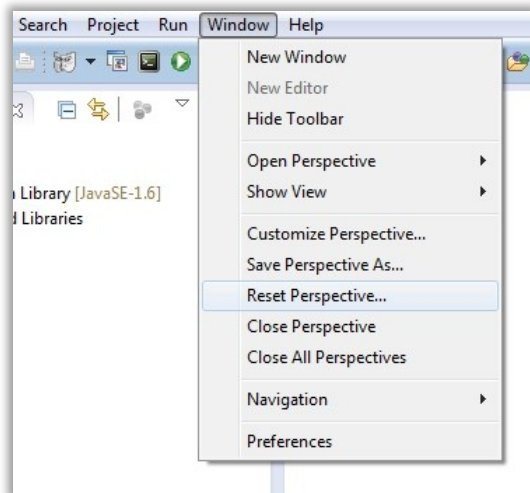 Search Project Run Window Help
New Window
New Editor
Hide Toolbar
Open Perspective
Show View
Library [JavaSE-1.6]
Libraries
Customize Perspective...
Save Perspective As...
Reset Perspective...
Close Perspective
Close All Perspectives
Navigation
Preferences